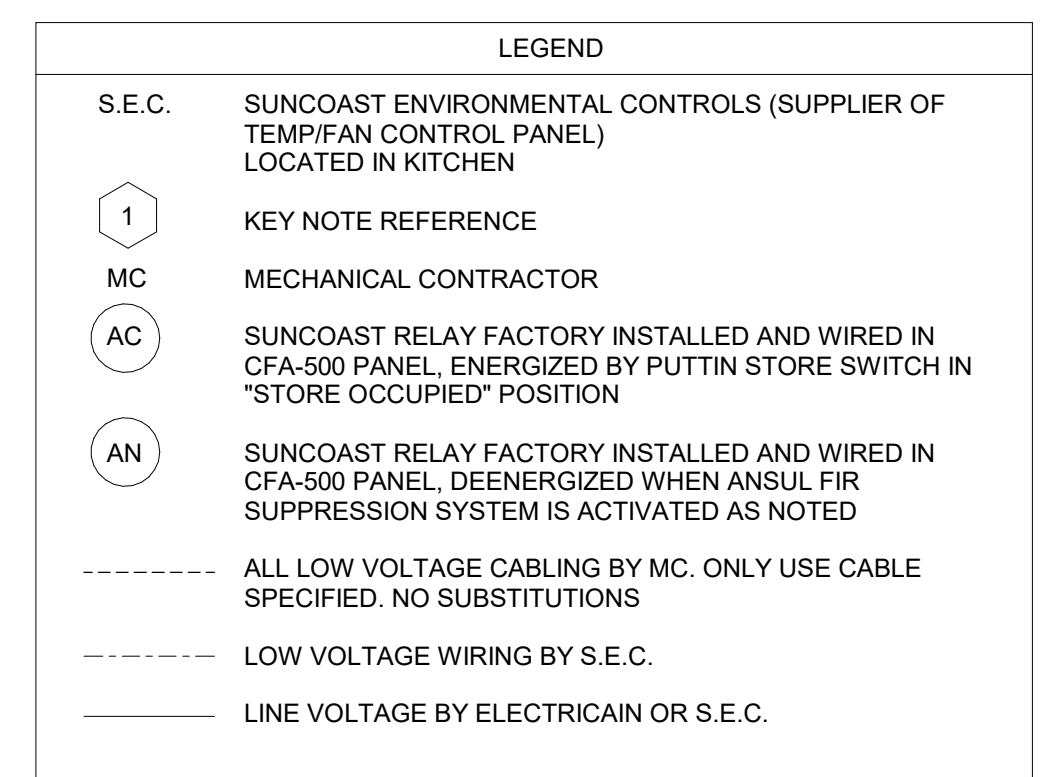 LEGEND
S.E.C. SUNCOAST ENVIRONMENTAL CONTROLS (SUPPLIER OF
TEMP/FAN CONTROL PANEL)
LOCATED IN KITCHEN
1 KEY NOTE REFERENCE
MC MECHANICAL CONTRACTOR
AC SUNCOAST RELAY FACTORY INSTALLED AND WIRED IN
CFA-500 PANEL, ENERGIZED BY PUTTIN STORE SWITCH IN
"STORE OCCUPIED" POSITION
AN SUNCOAST RELAY FACTORY INSTALLED AND WIRED IN
CFA-500 PANEL, DEENERGIZED WHEN ANSUL FIR
SUPPRESSION SYSTEM IS ACTIVATED AS NOTED
ALL LOW VOLTAGE CABLING BY MC. ONLY USE CABLE
SPECIFIED. NO SUBSTITUTIONS
LOW VOLTAGE WIRING BY S.E.C.
LINE VOLTAGE BY ELECTRICAIN OR S.E.C.